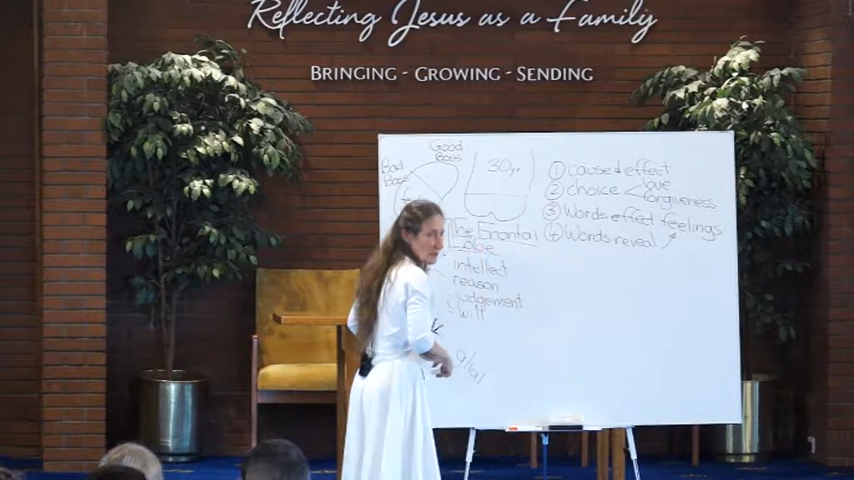 Reflecting Jesus as a Family
BRINGING · GROWING · SENDING
Good
Boss
Bad
Boss
30yr
The Frontal
Lobe
intellect
reason
judgement
will
① cause & effect
② choice < love
forgiveness
③ Words effect feelings
④ Words reveal